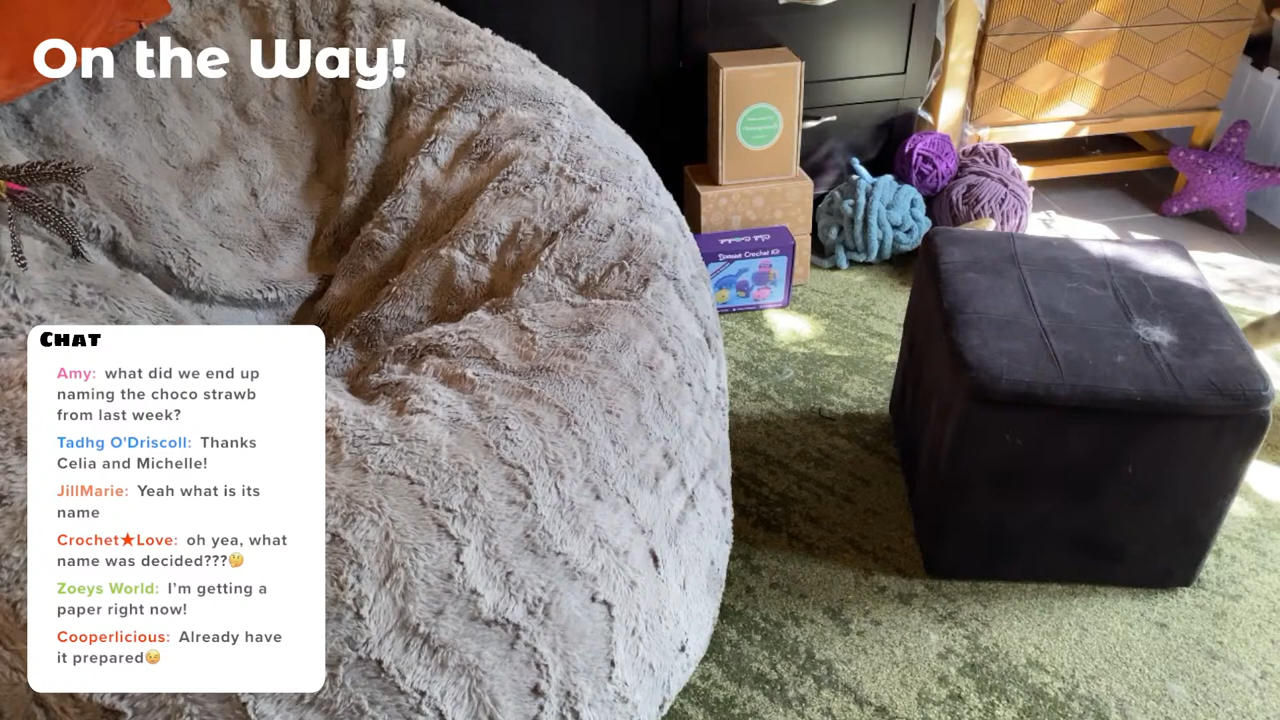 On the Way!
CHAT
Amy: what did we end up
naming the choco strawb
from last week?
Tadhg O'Driscoll: Thanks
Celia and Michelle!
JillMarie: Yeah what is its
name
Crochet★Love: oh yea, what
name was decided???🤔
Zoeys World: I'm getting a
paper right now!
Cooperlicious: Already have
it prepared😉
Crochet Kit